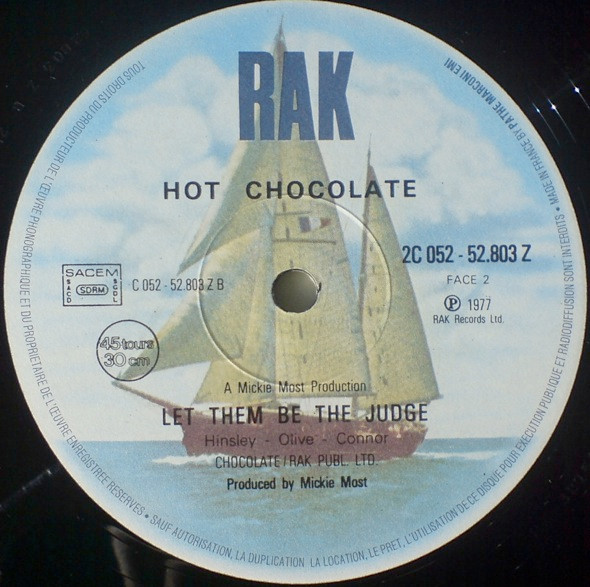 RAK
HOT CHOCOLATE
2C 052 - 52.803 Z
FACE 2
SACEM
SACD
SDRM
SGDL
C 052 - 52.803 Z B
℗ 1977
RAK Records Ltd.
45 tours
30 cm
A Mickie Most Production
LET THEM BE THE JUDGE
Hinsley - Olive - Connor
CHOCOLATE / RAK PUBL. LTD.
Produced by Mickie Most
TOUS DROITS DU PRODUCTEUR DE L'ŒUVRE PHONOGRAPHIQUE ET DU PROPRIETAIRE DE L'ŒUVRE ENREGISTREE RESERVES • SAUF AUTORISATION, LA DUPLICATION LA LOCATION, LE PRET, L'UTILISATION DE CE DISQUE POUR EXECUTION PUBLIQUE ET RADIODIFFUSION SONT INTERDITS • MADE IN FRANCE BY PATHE MARCONI EMI